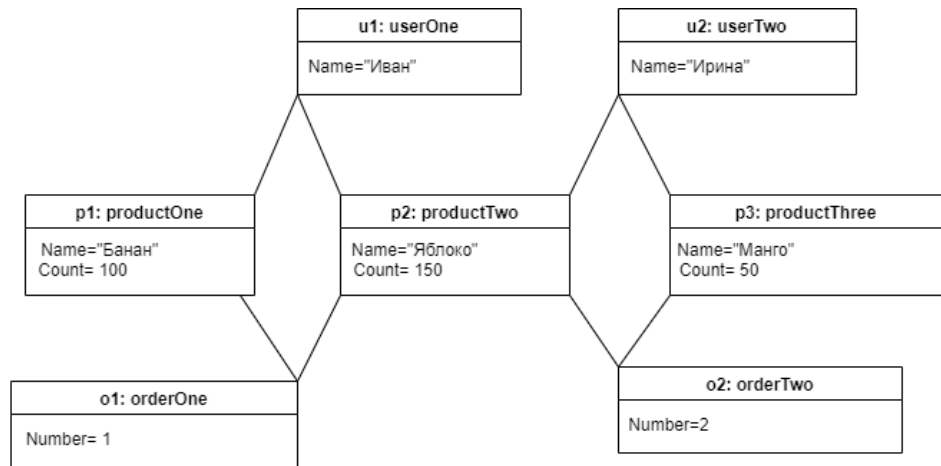 u1: userOne
Name="Иван"
u2: userTwo
Name="Ирина"
p1: productOne
Name="Банан"
Count= 100
p2: productTwo
Name="Яблоко"
Count= 150
p3: productThree
Name="Манго"
Count= 50
o1: orderOne
Number= 1
o2: orderTwo
Number=2